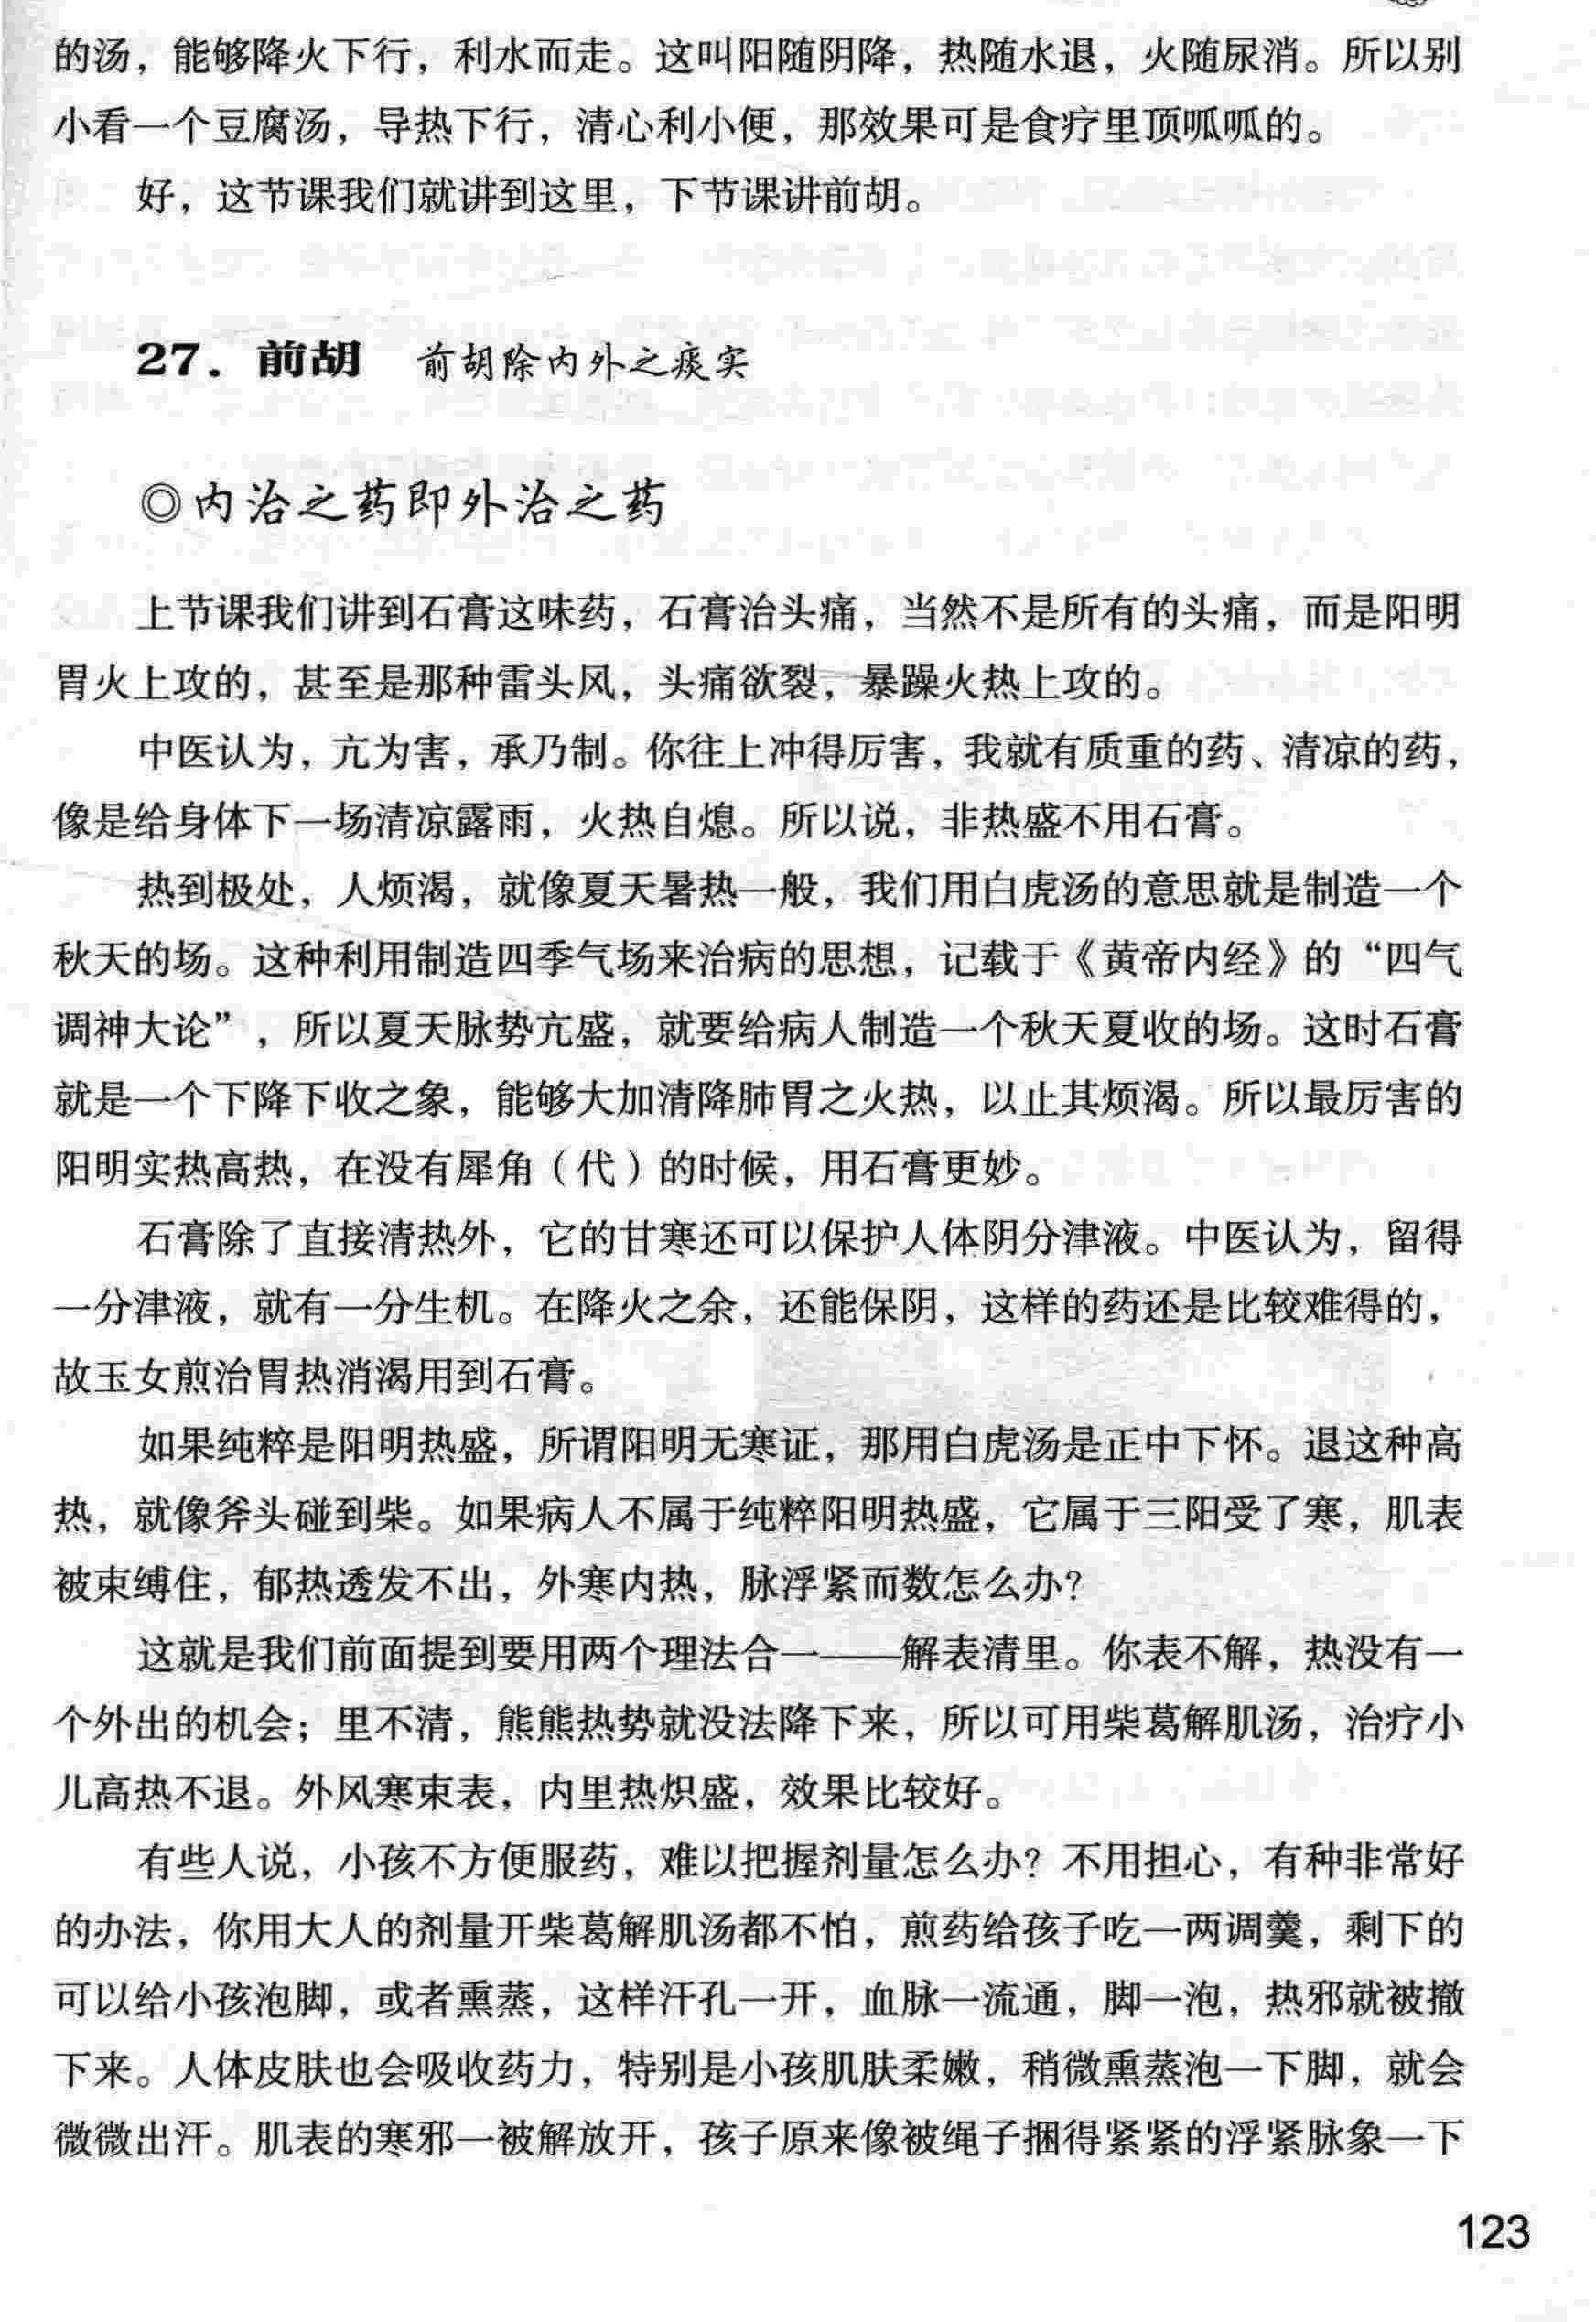 的汤，能够降火下行，利水而走。这叫阳随阴降，热随水退，火随尿消。所以别
小看一个豆腐汤，导热下行，清心利小便，那效果可是食疗里顶呱呱的。
好，这节课我们就讲到这里，下节课讲前胡。
27. 前胡 前胡除内外之痰实
◎内治之药即外治之药
上节课我们讲到石膏这味药，石膏治头痛，当然不是所有的头痛，而是阳明
胃火上攻的，甚至是那种雷头风，头痛欲裂，暴躁火热上攻的。
中医认为，亢为害，承乃制。你往上冲得厉害，我就有质重的药、清凉的药，
像是给身体下一场清凉露雨，火热自熄。所以说，非热盛不用石膏。
热到极处，人烦渴，就像夏天暑热一般，我们用白虎汤的意思就是制造一个
秋天的场。这种利用制造四季气场来治病的思想，记载于《黄帝内经》的“四气
调神大论”，所以夏天脉势亢盛，就要给病人制造一个秋天夏收的场。这时石膏
就是一个下降下收之象，能够大加清降肺胃之火热，以止其烦渴。所以最厉害的
阳明实热高热，在没有犀角（代）的时候，用石膏更妙。
石膏除了直接清热外，它的甘寒还可以保护人体阴分津液。中医认为，留得
一分津液，就有一分生机。在降火之余，还能保阴，这样的药还是比较难得的，
故玉女煎治胃热消渴用到石膏。
如果纯粹是阳明热盛，所谓阳明无寒证，那用白虎汤是正中下怀。退这种高
热，就像斧头碰到柴。如果病人不属于纯粹阳明热盛，它属于三阳受了寒，肌表
被束缚住，郁热透发不出，外寒内热，脉浮紧而数怎么办？
这就是我们前面提到要用两个理法合一——解表清里。你表不解，热没有一
个外出的机会；里不清，熊熊热势就没法降下来，所以可用柴葛解肌汤，治疗小
儿高热不退。外风寒束表，内里热炽盛，效果比较好。
有些人说，小孩不方便服药，难以把握剂量怎么办？不用担心，有种非常好
的办法，你用大人的剂量开柴葛解肌汤都不怕，煎药给孩子吃一两调羹，剩下的
可以给小孩泡脚，或者熏蒸，这样汗孔一开，血脉一流通，脚一泡，热邪就被撤
下来。人体皮肤也会吸收药力，特别是小孩肌肤柔嫩，稍微熏蒸泡一下脚，就会
微微出汗。肌表的寒邪一被解放开，孩子原来像被绳子捆得紧紧的浮紧脉象一下
123